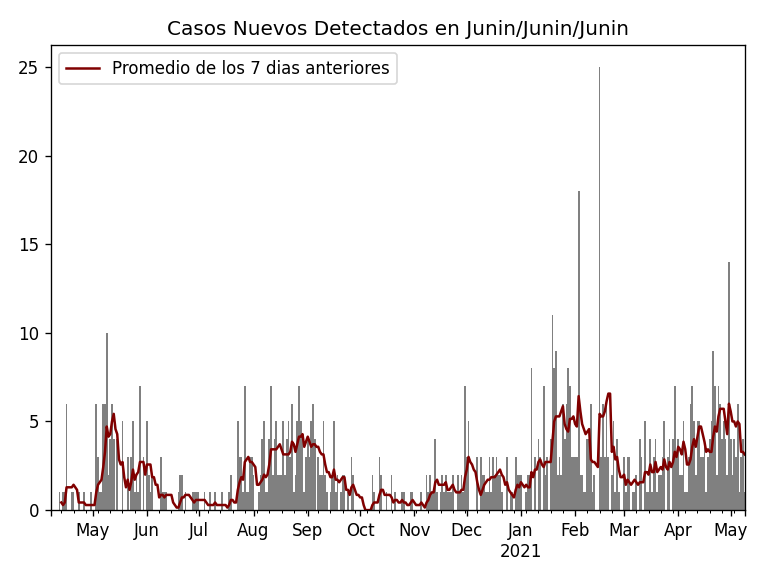 Casos Nuevos Detectados en Junin/Junin/Junin
Promedio de los 7 dias anteriores
25
20
15
10
5
0
May Jun Jul Aug Sep Oct Nov Dec Jan Feb Mar Apr May
2021